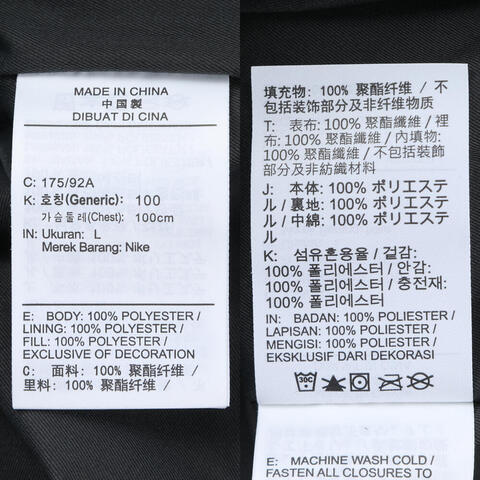 MADE IN CHINA
中國製
DIBUAT DI CINA
C: 175/92A
K: 호칭(Generic): 100
가슴둘레(Chest): 100cm
IN: Ukuran: L
Merek Barang: Nike
E: BODY: 100% POLYESTER /
LINING: 100% POLYESTER /
FILL: 100% POLYESTER /
EXCLUSIVE OF DECORATION
C: 面料: 100% 聚酯纤维 /
里料: 100% 聚酯纤维 /
填充物: 100% 聚酯纤维 / 不
包括装饰部分及非纤维物质
T: 表布: 100% 聚酯纖維 / 裡
布: 100% 聚酯纖維 / 內填物:
100% 聚酯纖維 / 不包括裝飾
部分及非紡織材料
J: 本体: 100% ポリエステ
ル / 裏地: 100% ポリエステ
ル / 中綿: 100% ポリエステ
ル
K: 섬유혼용율 / 겉감:
100% 폴리에스터 / 안감:
100% 폴리에스터 / 충전재:
100% 폴리에스터
IN: BADAN: 100% POLIESTER /
LAPISAN: 100% POLIESTER /
MENGISI: 100% POLIESTER /
EKSKLUSIF DARI DEKORASI
30C
E: MACHINE WASH COLD /
FASTEN ALL CLOSURES TO